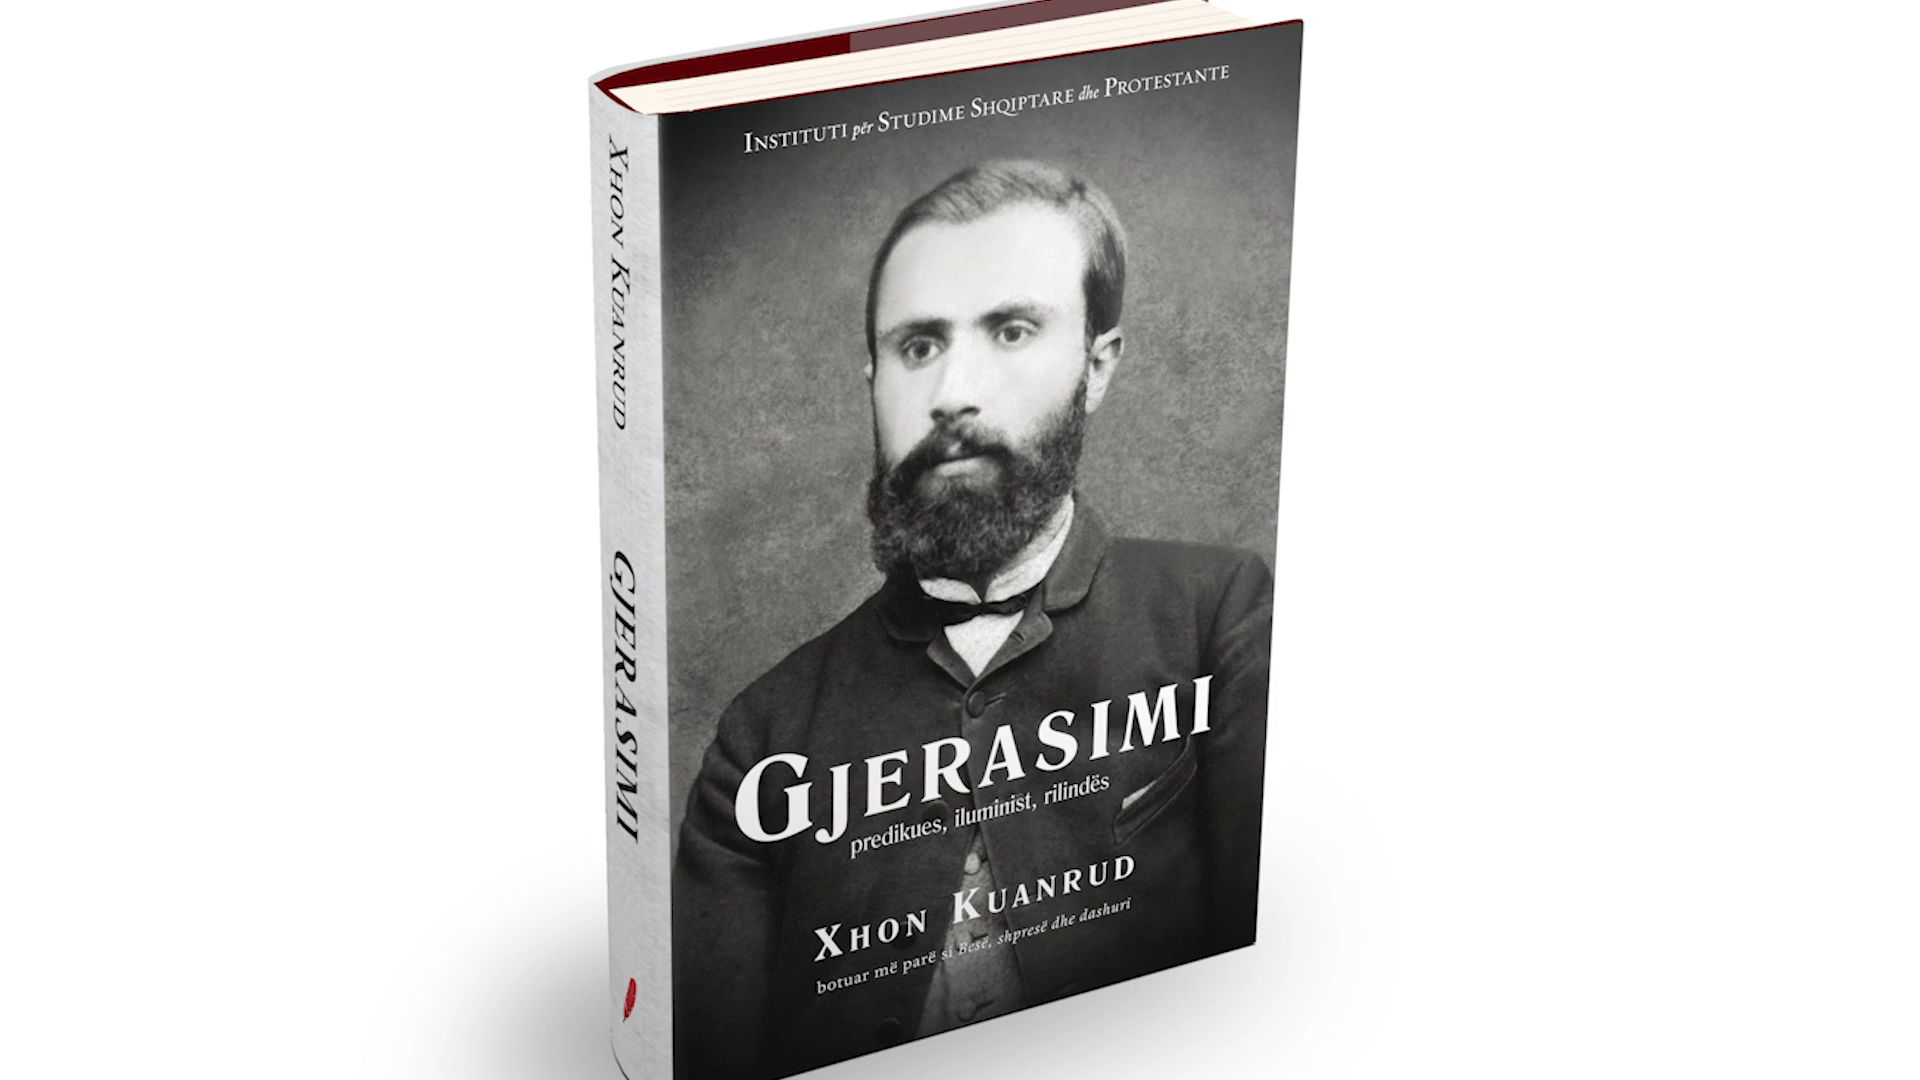 INSTITUTI për STUDIME SHQIPTARE dhe PROTESTANTE
GJERASIMI
predikues, iluminist, rilindës
XHON KUANRUD
botuar më parë si Besë, shpresë dhe dashuri
XHON KUANRUD
GJERASIMI